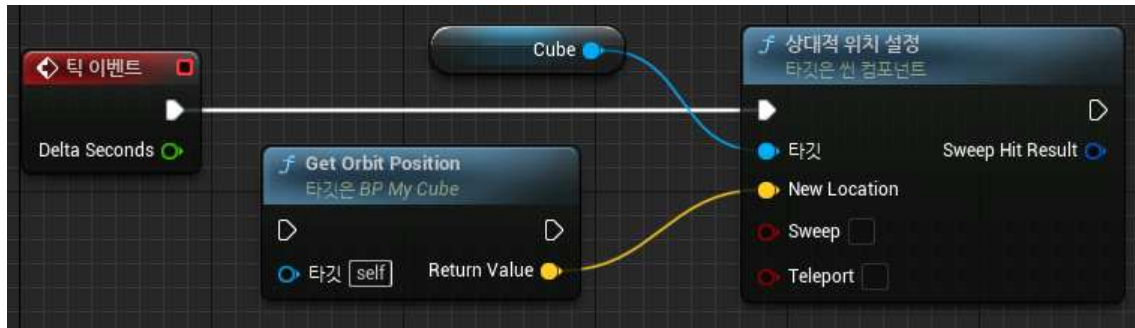 틱 이벤트
Delta Seconds
Cube
Get Orbit Position
타깃은 BP My Cube
타깃 self
Return Value
상대적 위치 설정
타깃은 씬 컴포넌트
타깃
Sweep Hit Result
New Location
Sweep
Teleport